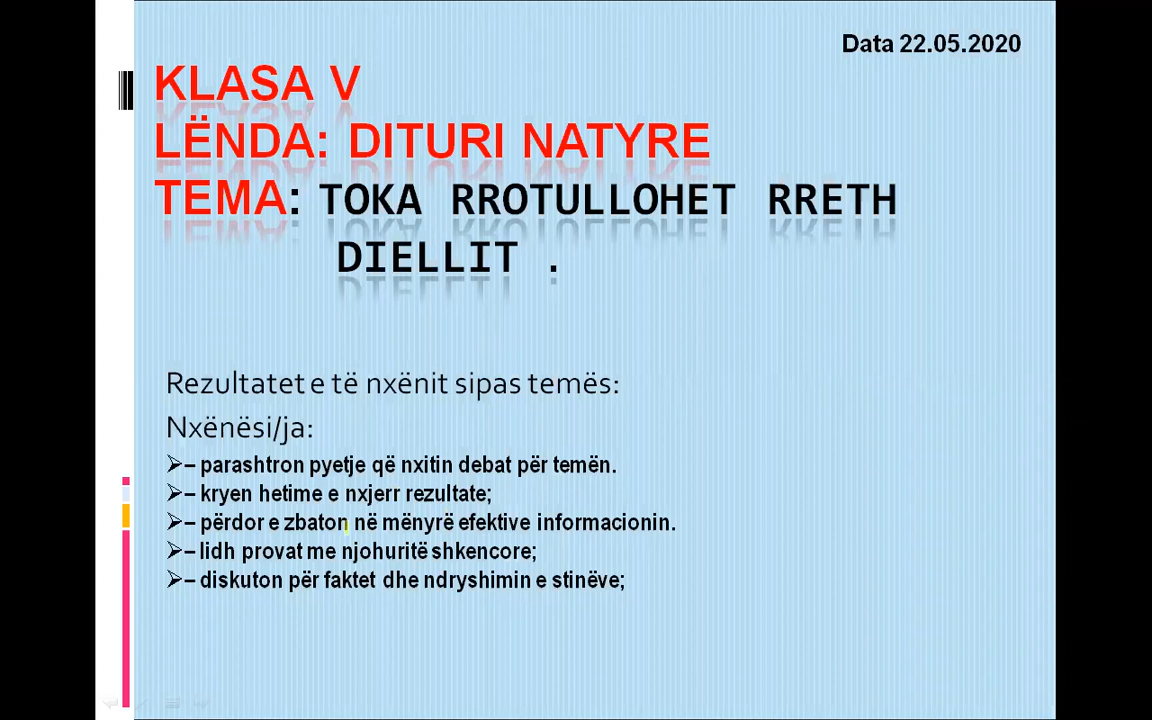 Data 22.05.2020
KLASA V
LËNDA: DITURI NATYRE
TEMA: TOKA RROTULLOHET RRETH
DIELLIT .
Rezultatet e të nxënit sipas temës:
Nxënësi/ja:
– parashtron pyetje që nxitin debat për temën.
– kryen hetime e nxjerr rezultate;
– përdor e zbaton në mënyrë efektive informacionin.
– lidh provat me njohuritë shkencore;
– diskuton për faktet dhe ndryshimin e stinëve;